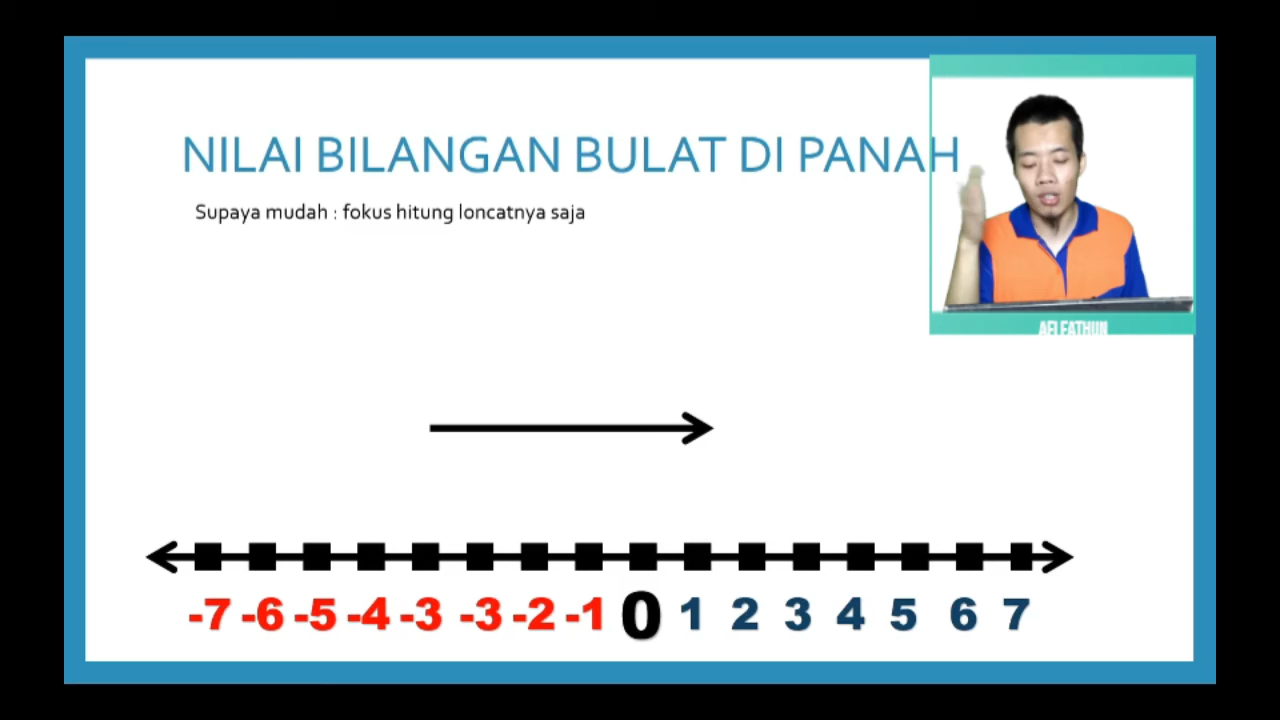 NILAI BILANGAN BULAT DI PANAH
Supaya mudah : fokus hitung loncatnya saja
-7 -6 -5 -4 -3 -3 -2 -1 0 1 2 3 4 5 6 7